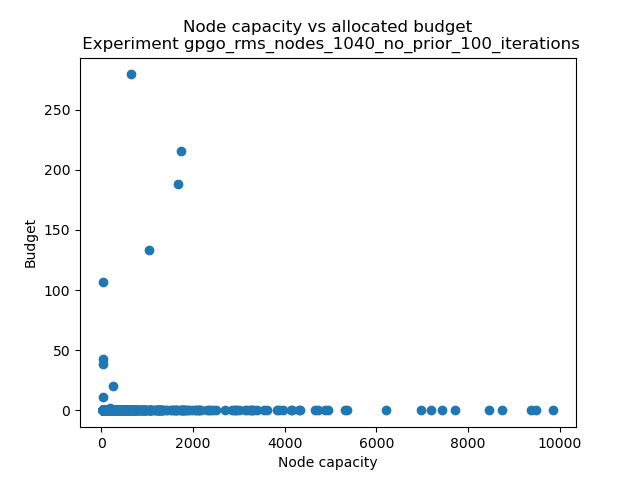 Node capacity vs allocated budget
Experiment gpgo_rms_nodes_1040_no_prior_100_iterations
250
200
150
100
50
0
Budget
0 2000 4000 6000 8000 10000
Node capacity